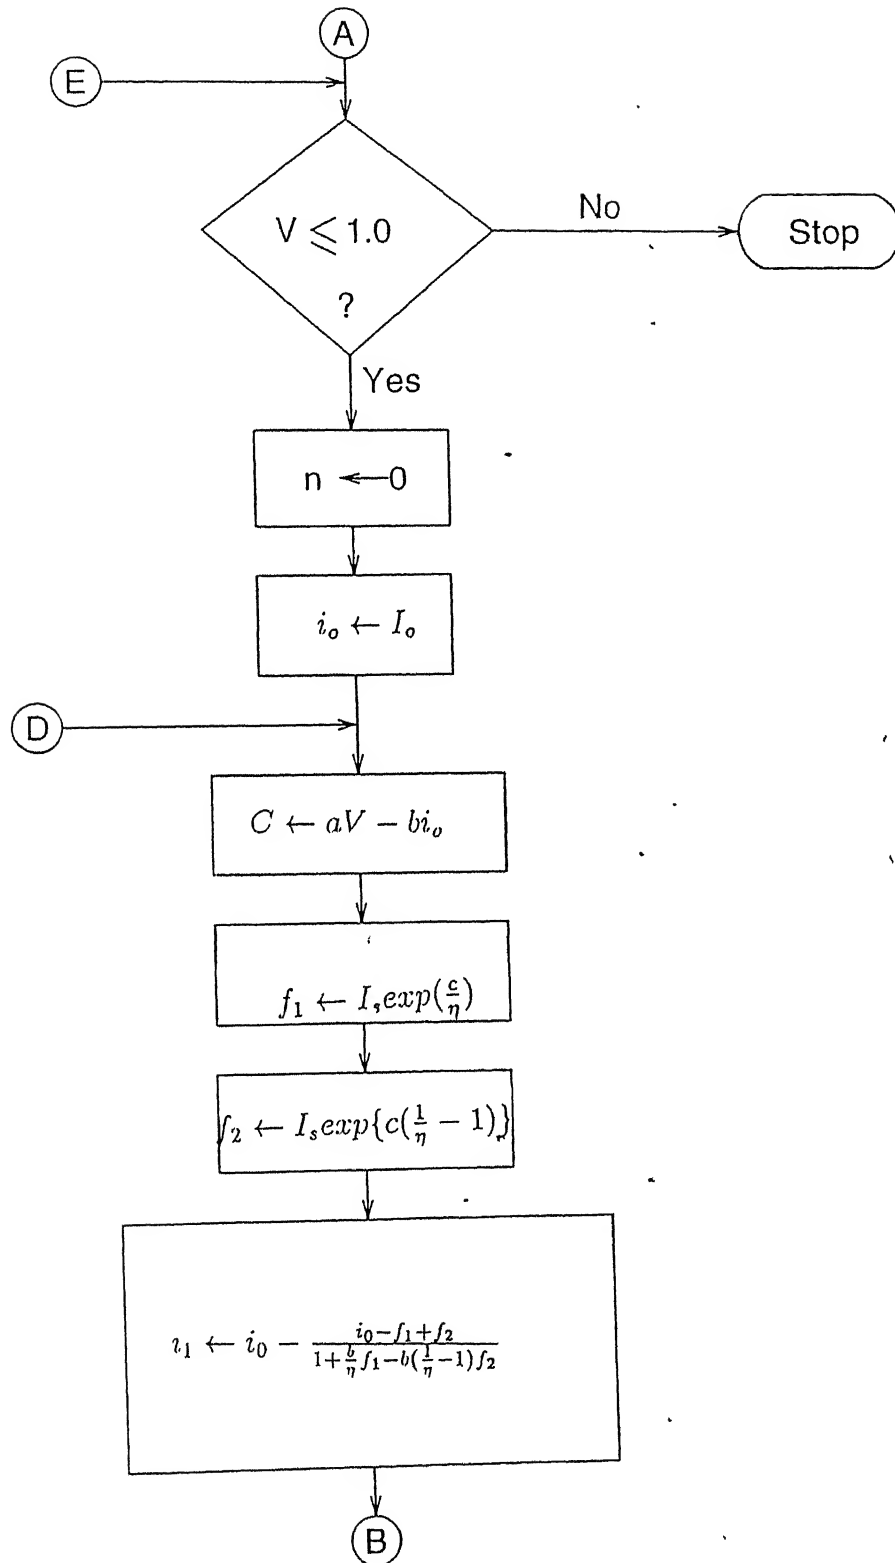 A
E
V ⩽ 1.0
?
No
Stop
Yes
n ← 0
i_o ← I_o
D
C ← aV − bi_o
f_1 ← I_s exp(c/η)
f_2 ← I_s exp{c(1/η − 1)}
i_1 ← i_0 − (i_0 − f_1 + f_2)/(1 + b/η f_1 − b(1/η − 1)f_2)
B